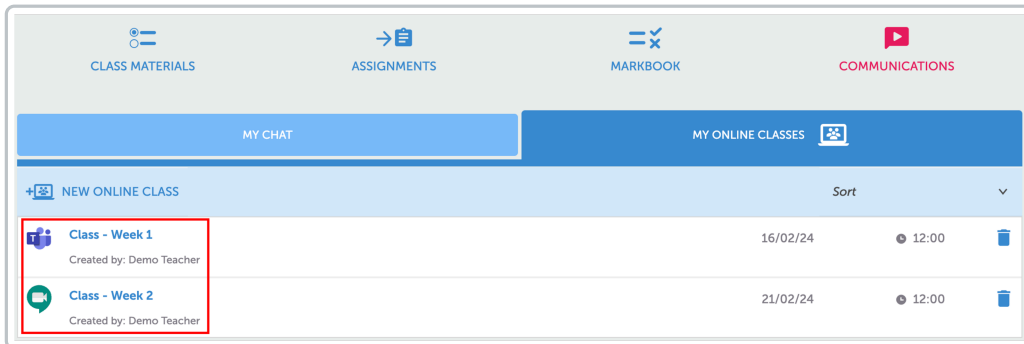 CLASS MATERIALS ASSIGNMENTS MARKBOOK COMMUNICATIONS
MY CHAT MY ONLINE CLASSES
NEW ONLINE CLASS Sort
Class - Week 1 16/02/24 12:00
Created by: Demo Teacher
Class - Week 2 21/02/24 12:00
Created by: Demo Teacher